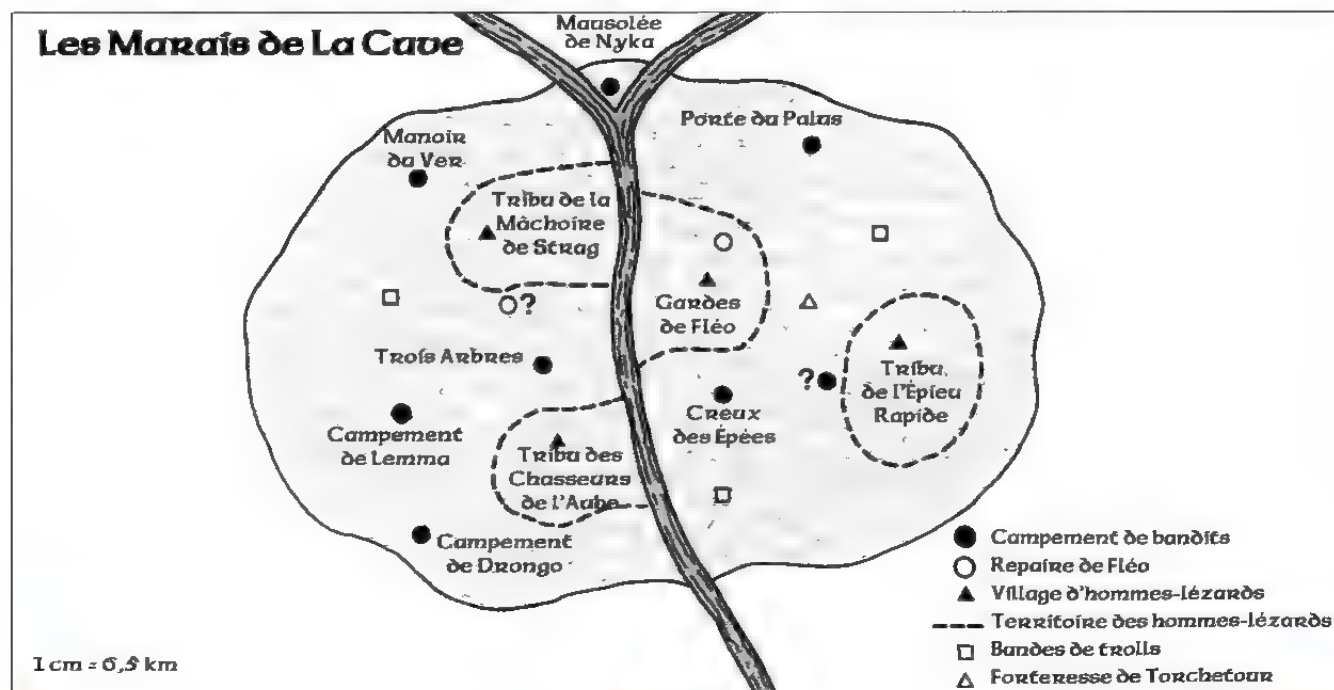 Les Marais de La Cave
Mausolée
de Nyka
Porte du Palus
Manoir
du Ver
Tribu de la
Mâchoire
de Strag
?
Gardes
de Fléo
Trois Arbres
?
Tribu
de l'Épieu
Rapide
Creux
des Épées
Campement
de Lemma
Tribu des
Chasseurs
de l'Aube
Campement
de Drongo
Campement de bandits
Repaire de Fléo
Village d'hommes-lézards
Territoire des hommes-lézards
Bandes de trolls
Forteresse de Torchetour
1 cm = 6,5 km